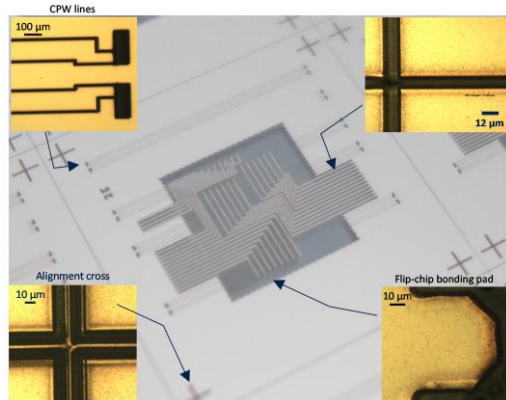 CPW lines
100 μm
12 μm
Alignment cross
10 μm
Flip-chip bonding pad
10 μm